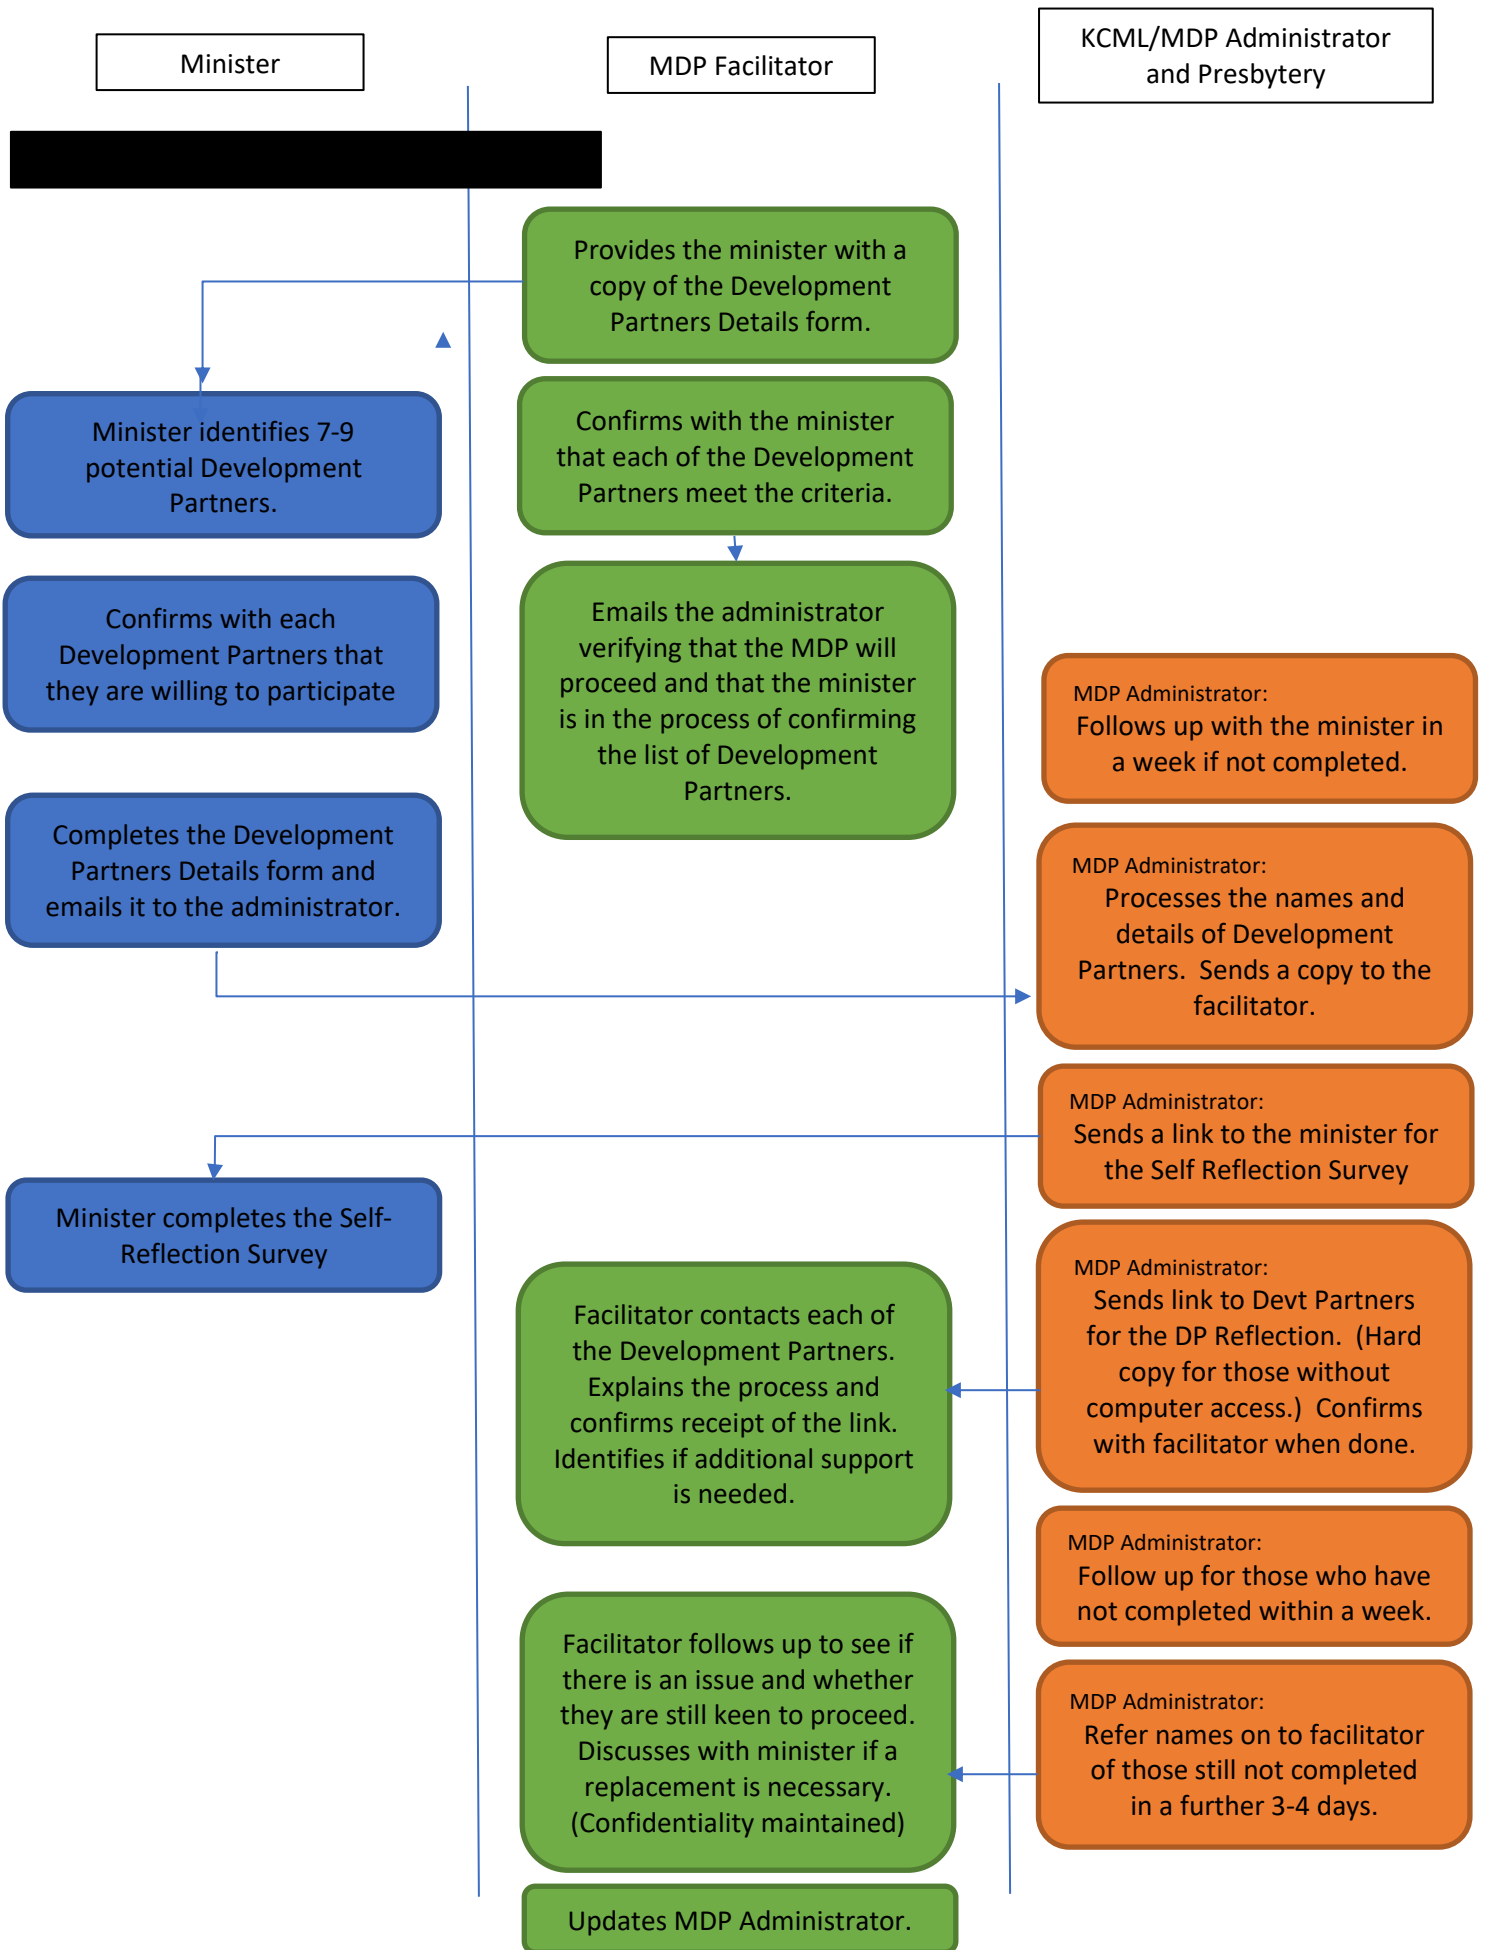 Minister
MDP Facilitator
KCML/MDP Administrator
and Presbytery
Provides the minister with a
copy of the Development
Partners Details form.
Minister identifies 7-9
potential Development
Partners.
Confirms with the minister
that each of the Development
Partners meet the criteria.
Confirms with each
Development Partners that
they are willing to participate
Emails the administrator
verifying that the MDP will
proceed and that the minister
is in the process of confirming
the list of Development
Partners.
MDP Administrator:
Follows up with the minister in
a week if not completed.
Completes the Development
Partners Details form and
emails it to the administrator.
MDP Administrator:
Processes the names and
details of Development
Partners.  Sends a copy to the
facilitator.
MDP Administrator:
Sends a link to the minister for
the Self Reflection Survey
Minister completes the Self-
Reflection Survey
MDP Administrator:
Sends link to Devt Partners
for the DP Reflection.  (Hard
copy for those without
computer access.)  Confirms
with facilitator when done.
Facilitator contacts each of
the Development Partners.
Explains the process and
confirms receipt of the link.
Identifies if additional support
is needed.
MDP Administrator:
Follow up for those who have
not completed within a week.
Facilitator follows up to see if
there is an issue and whether
they are still keen to proceed.
Discusses with minister if a
replacement is necessary.
(Confidentiality maintained)
MDP Administrator:
Refer names on to facilitator
of those still not completed
in a further 3-4 days.
Updates MDP Administrator.